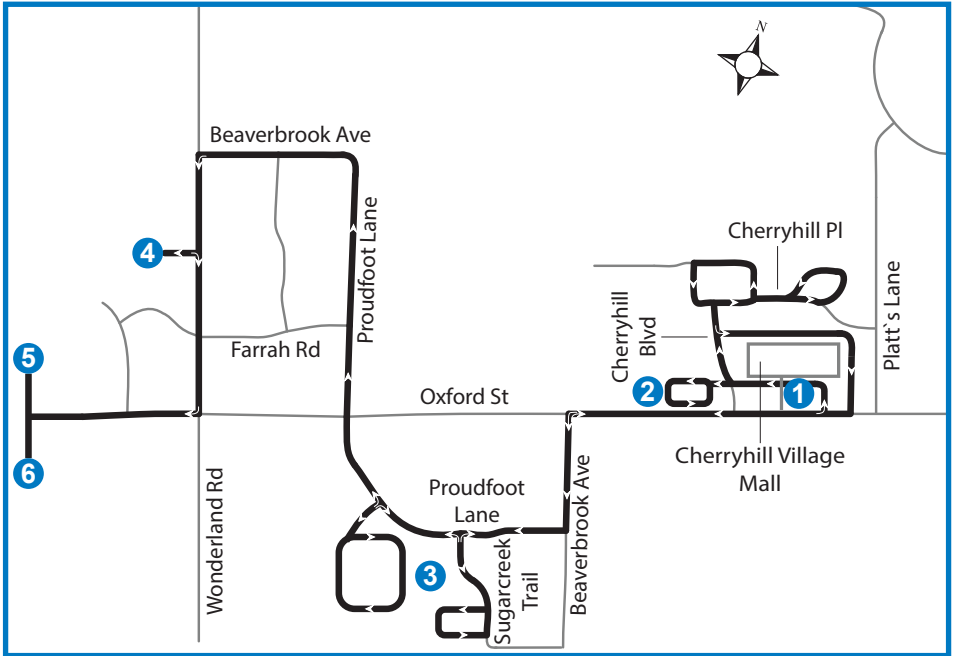 N
Beaverbrook Ave
Cherryhill Pl
4
Proudfoot Lane
Platt's Lane
Cherryhill
Blvd
Farrah Rd
5
2
1
Oxford St
6
Cherryhill Village
Mall
Wonderland Rd
Proudfoot
Lane
Beaverbrook Ave
3
Sugarcreek
Trail